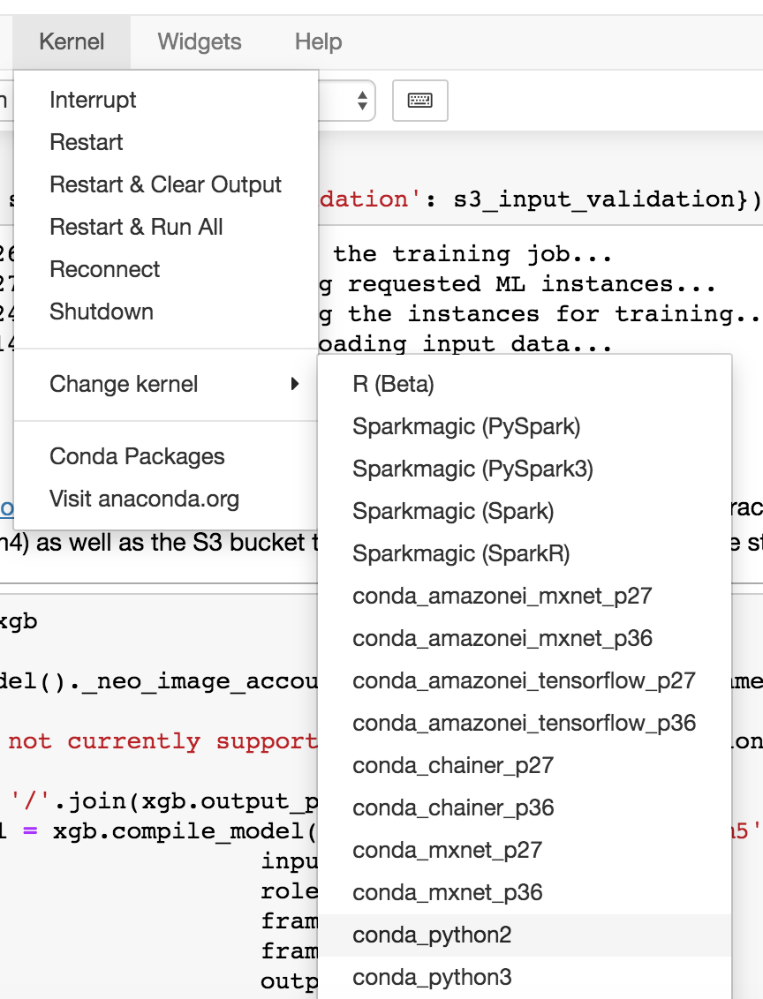 Kernel Widgets Help
Interrupt
Restart
Restart & Clear Output
Restart & Run All
Reconnect
Shutdown
Change kernel
Conda Packages
Visit anaconda.org
R (Beta)
Sparkmagic (PySpark)
Sparkmagic (PySpark3)
Sparkmagic (Spark)
Sparkmagic (SparkR)
conda_amazonei_mxnet_p27
conda_amazonei_mxnet_p36
conda_amazonei_tensorflow_p27
conda_amazonei_tensorflow_p36
conda_chainer_p27
conda_chainer_p36
conda_mxnet_p27
conda_mxnet_p36
conda_python2
conda_python3
dation': s3_input_validation})
the training job...
g requested ML instances...
g the instances for training..
oading input data...
n4) as well as the S3 bucket t
xgb
del()._neo_image_accou
not currently support
'/'.join(xgb.output_p
l = xgb.compile_model(
inpu
role
fram
fram
outp